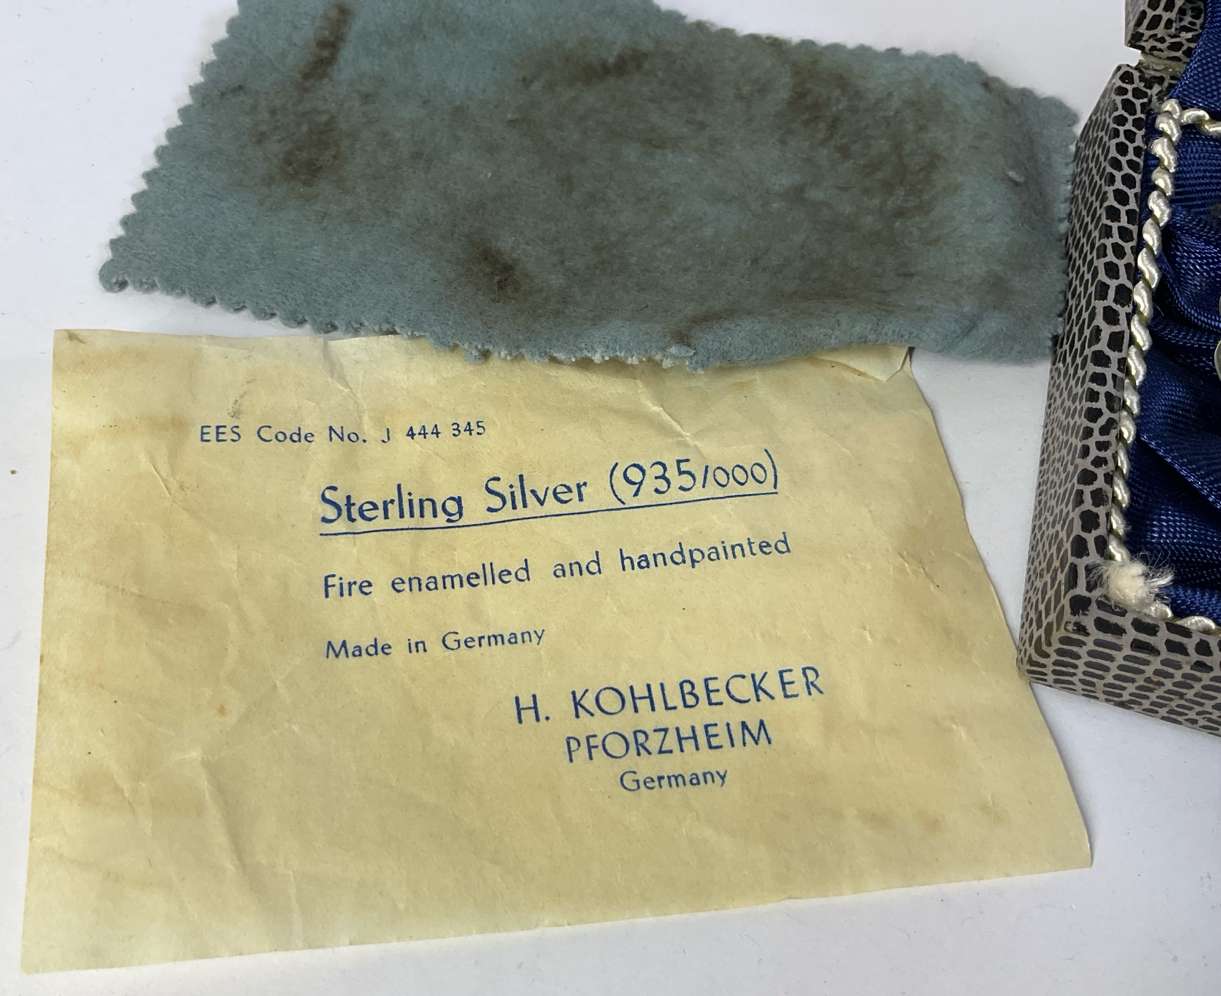 EES Code No. J 444 345
Sterling Silver (935/000)
Fire enamelled and handpainted
Made in Germany
H. KOHLBECKER
PFORZHEIM
Germany